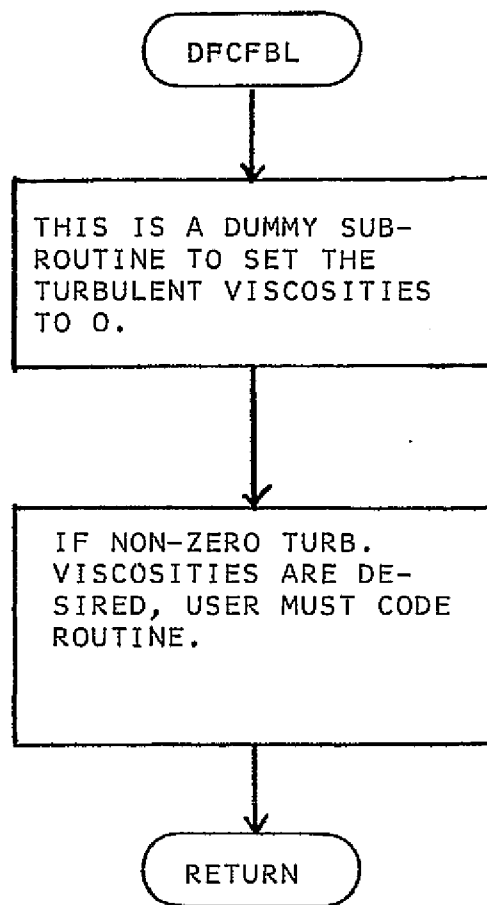 DFCFBL
THIS IS A DUMMY SUB-
ROUTINE TO SET THE
TURBULENT VISCOSITIES
TO 0.
IF NON-ZERO TURB.
VISCOSITIES ARE DE-
SIRED, USER MUST CODE
ROUTINE.
RETURN